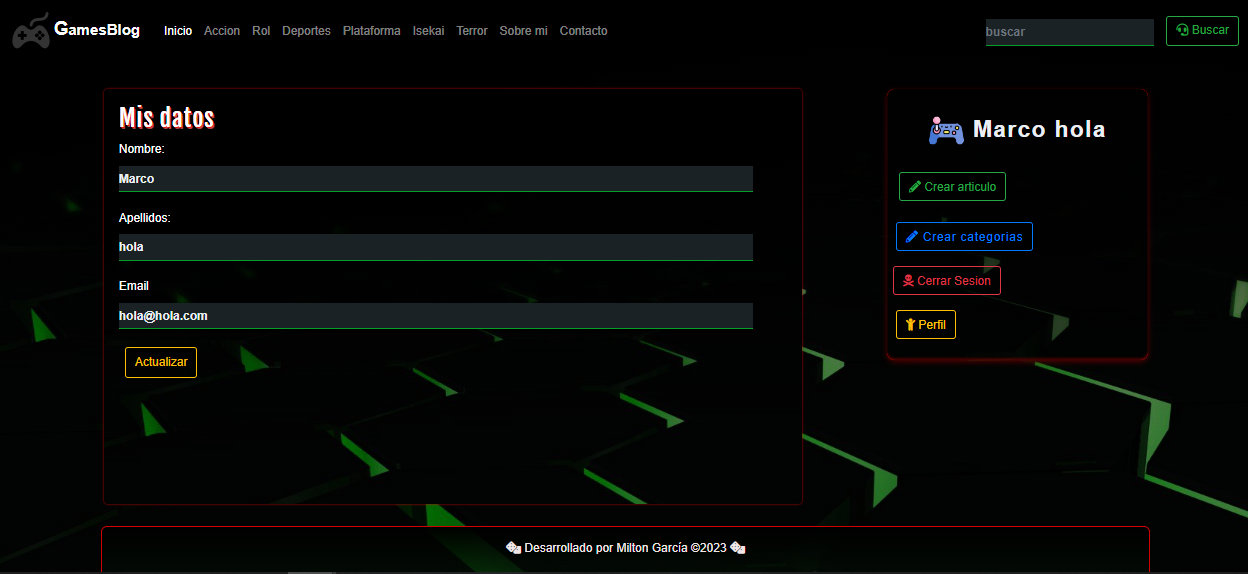 GamesBlog Inicio Accion Rol Deportes Plataforma Isekai Terror Sobre mi Contacto buscar Buscar
Mis datos
Nombre:
Marco
Apellidos:
hola
Email
hola@hola.com
Actualizar
Marco hola
Crear articulo
Crear categorias
Cerrar Sesion
Perfil
Desarrollado por Milton García ©2023